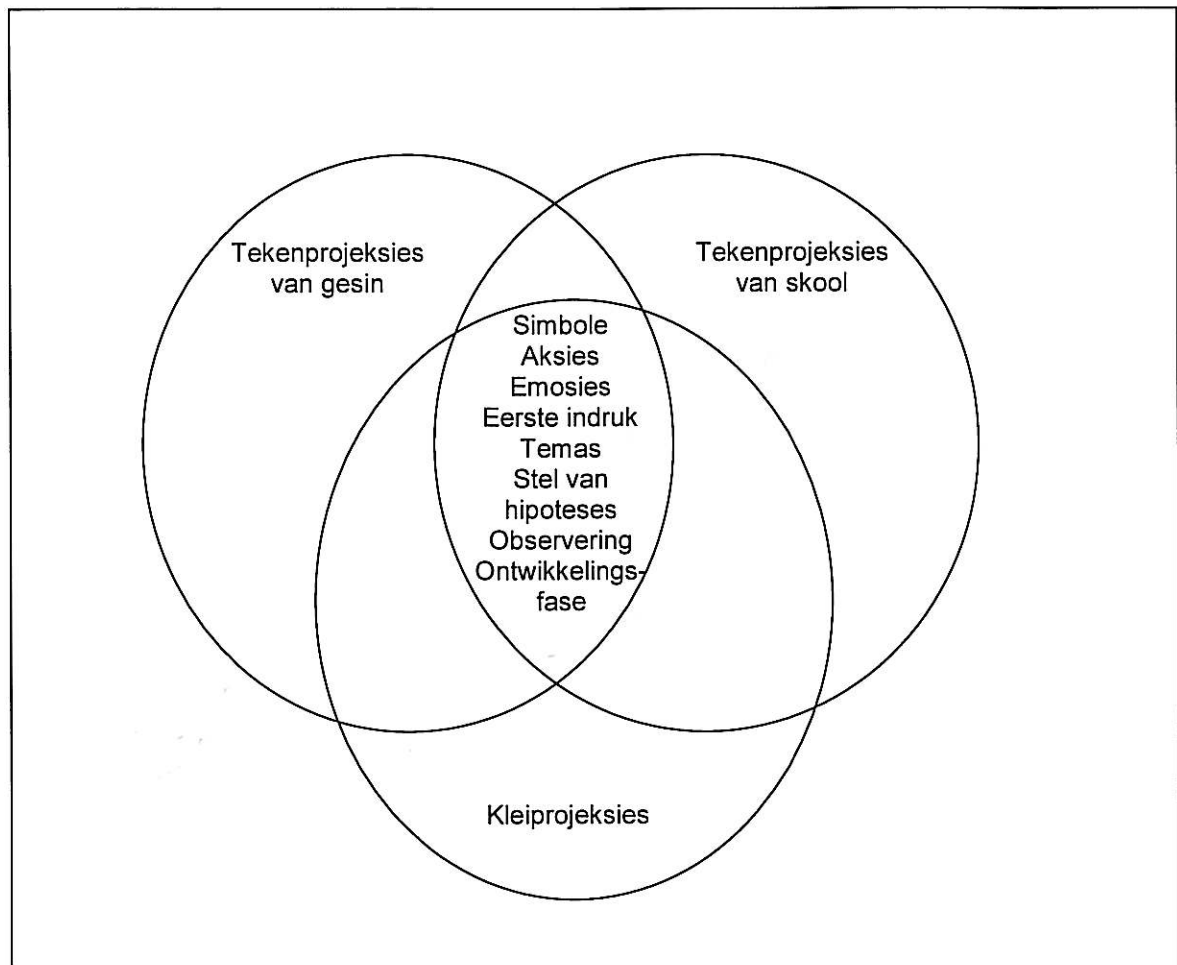 Tekenprojeksies
van gesin
Tekenprojeksies
van skool
Simbole
Aksies
Emosies
Eerste indruk
Temas
Stel van
hipoteses
Observering
Ontwikkelings-
fase
Kleiprojeksies